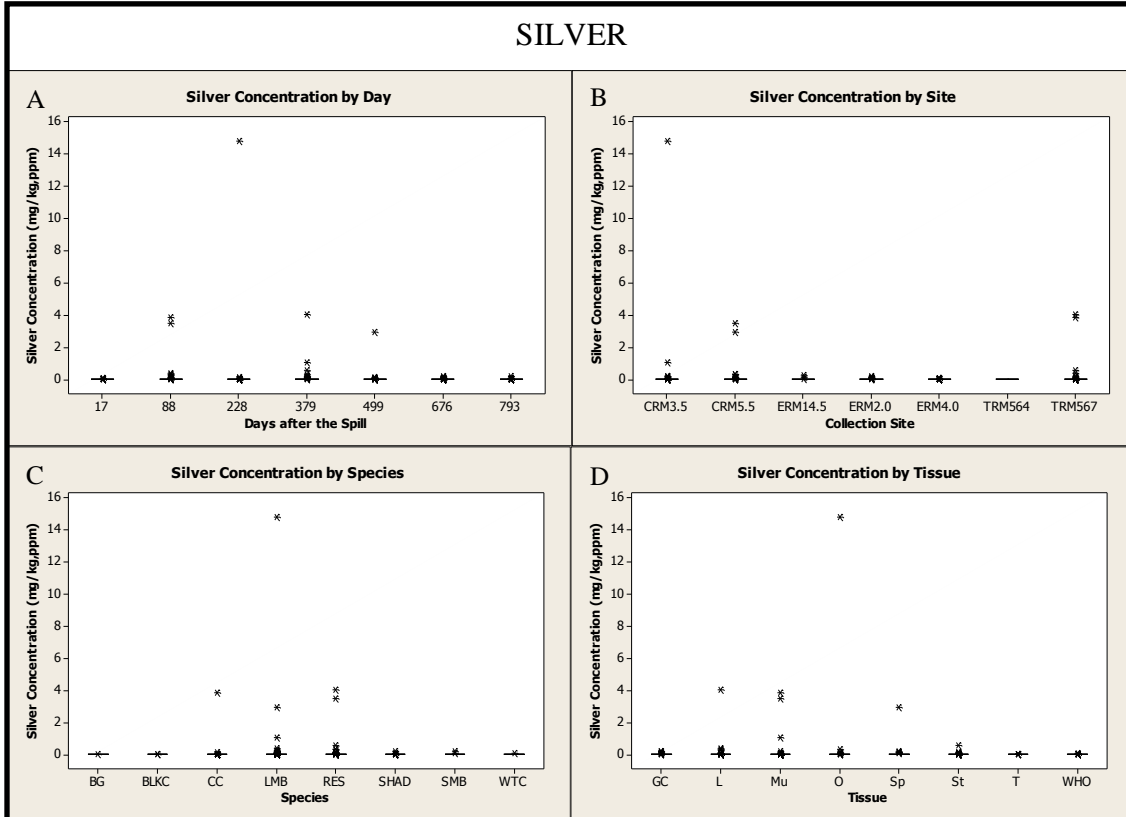 SILVER
A
Silver Concentration by Day
Silver Concentration (mg/kg,ppm)
16
14
12
10
8
6
4
2
0
17 88 228 379 499 676 793
Days after the Spill
B
Silver Concentration by Site
Silver Concentration (mg/kg,ppm)
16
14
12
10
8
6
4
2
0
CRM3.5 CRM5.5 ERM14.5 ERM2.0 ERM4.0 TRM564 TRM567
Collection Site
C
Silver Concentration by Species
Silver Concentration (mg/kg,ppm)
16
14
12
10
8
6
4
2
0
BG BLKC CC LMB RES SHAD SMB WTC
Species
D
Silver Concentration by Tissue
Silver Concentration (mg/kg,ppm)
16
14
12
10
8
6
4
2
0
GC L Mu O Sp St T WHO
Tissue